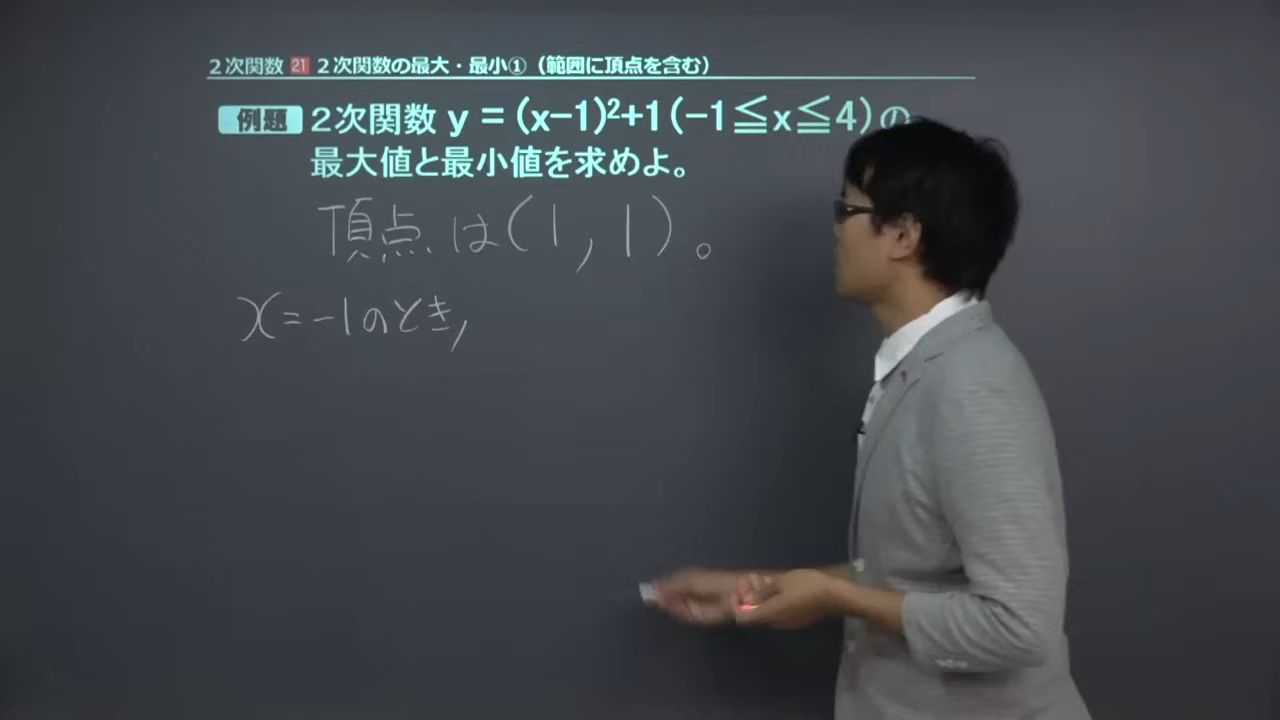 2次関数 21 2次関数の最大・最小①（範囲に頂点を含む）
例題 2次関数 y＝(x−1)²+1（−1≦x≦4）の
最大値と最小値を求めよ。
頂点は(1,1)。
x=-1のとき,